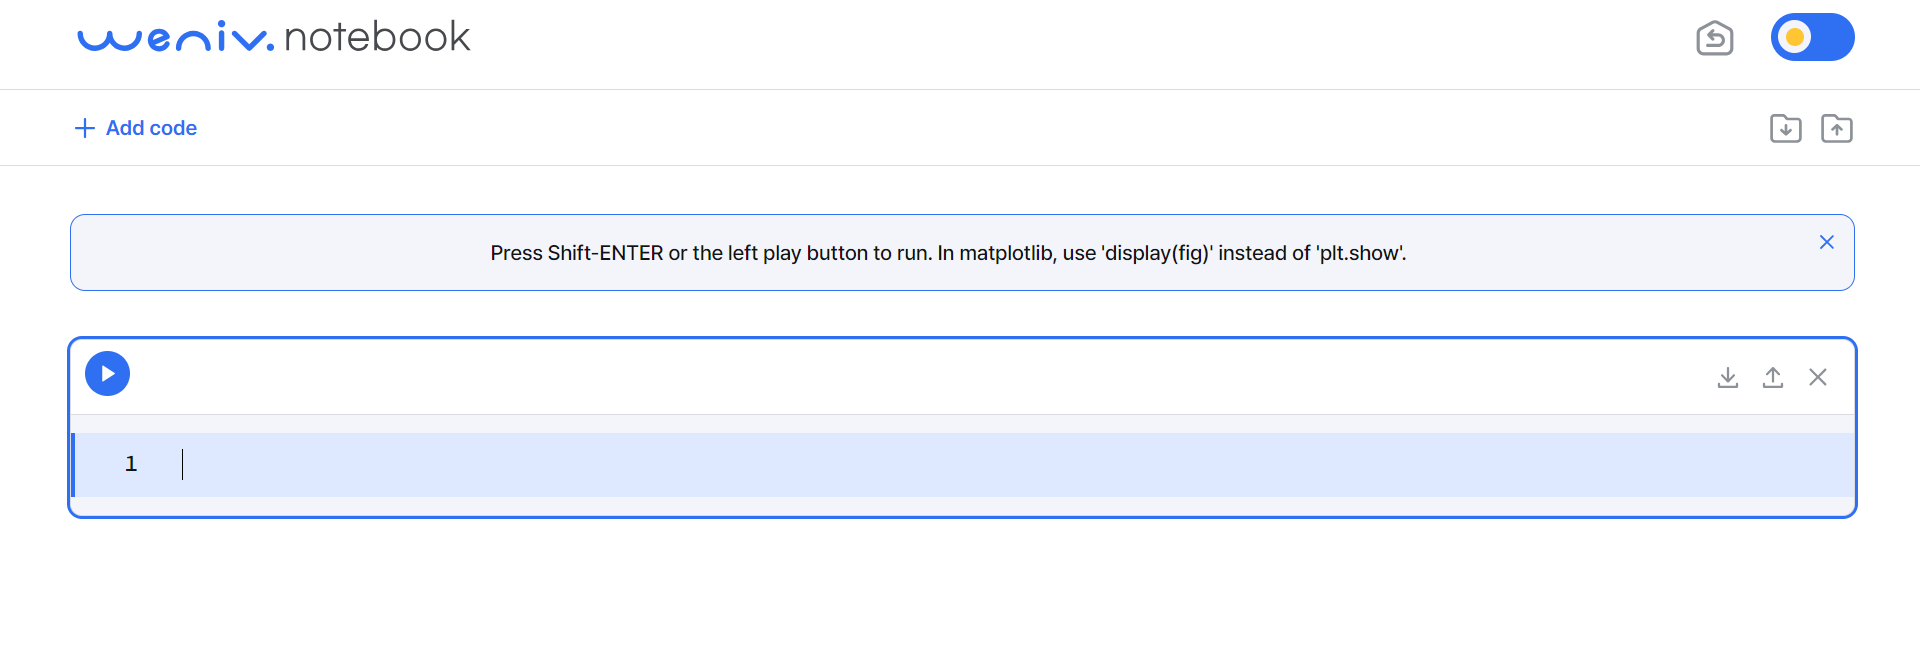 weniv. notebook
Add code
Press Shift-ENTER or the left play button to run. In matplotlib, use 'display(fig)' instead of 'plt.show'.
1